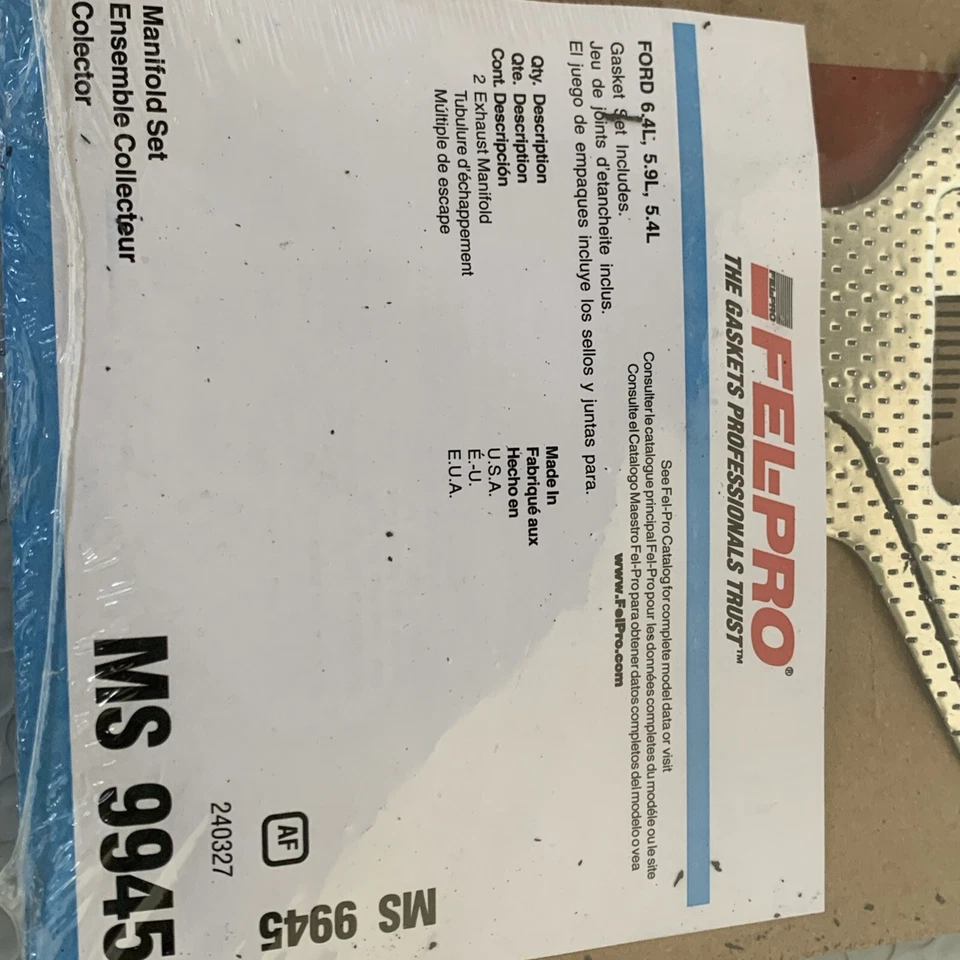 FEL-PRO
FEL-PRO®
THE GASKETS PROFESSIONALS TRUST™
See Fel-Pro Catalog for complete model data or visit
Consulter le catalogue principal Fel-Pro pour les données completes du modéle ou le site
Consulte el Catalogo Maestro Fel-Pro para obtener datos completos del modelo o vea
www.FelPro.com
FORD 6.4L, 5.9L, 5.4L
Gasket Set Includes.
Jeu de joints d'etancheite inclus.
El juego de empaques incluye los sellos y juntas para.
Qty. Description
Qte. Description
Cont. Descripción
2 Exhaust Manifold
Tubulure d'échappement
Múltiple de escape
Made In
Fabriqué aux
Hecho en
U.S.A.
É.-U.
E.U.A.
AF
MS 9945
240327
Manifold Set
Ensemble Collecteur
Colector
MS 9945